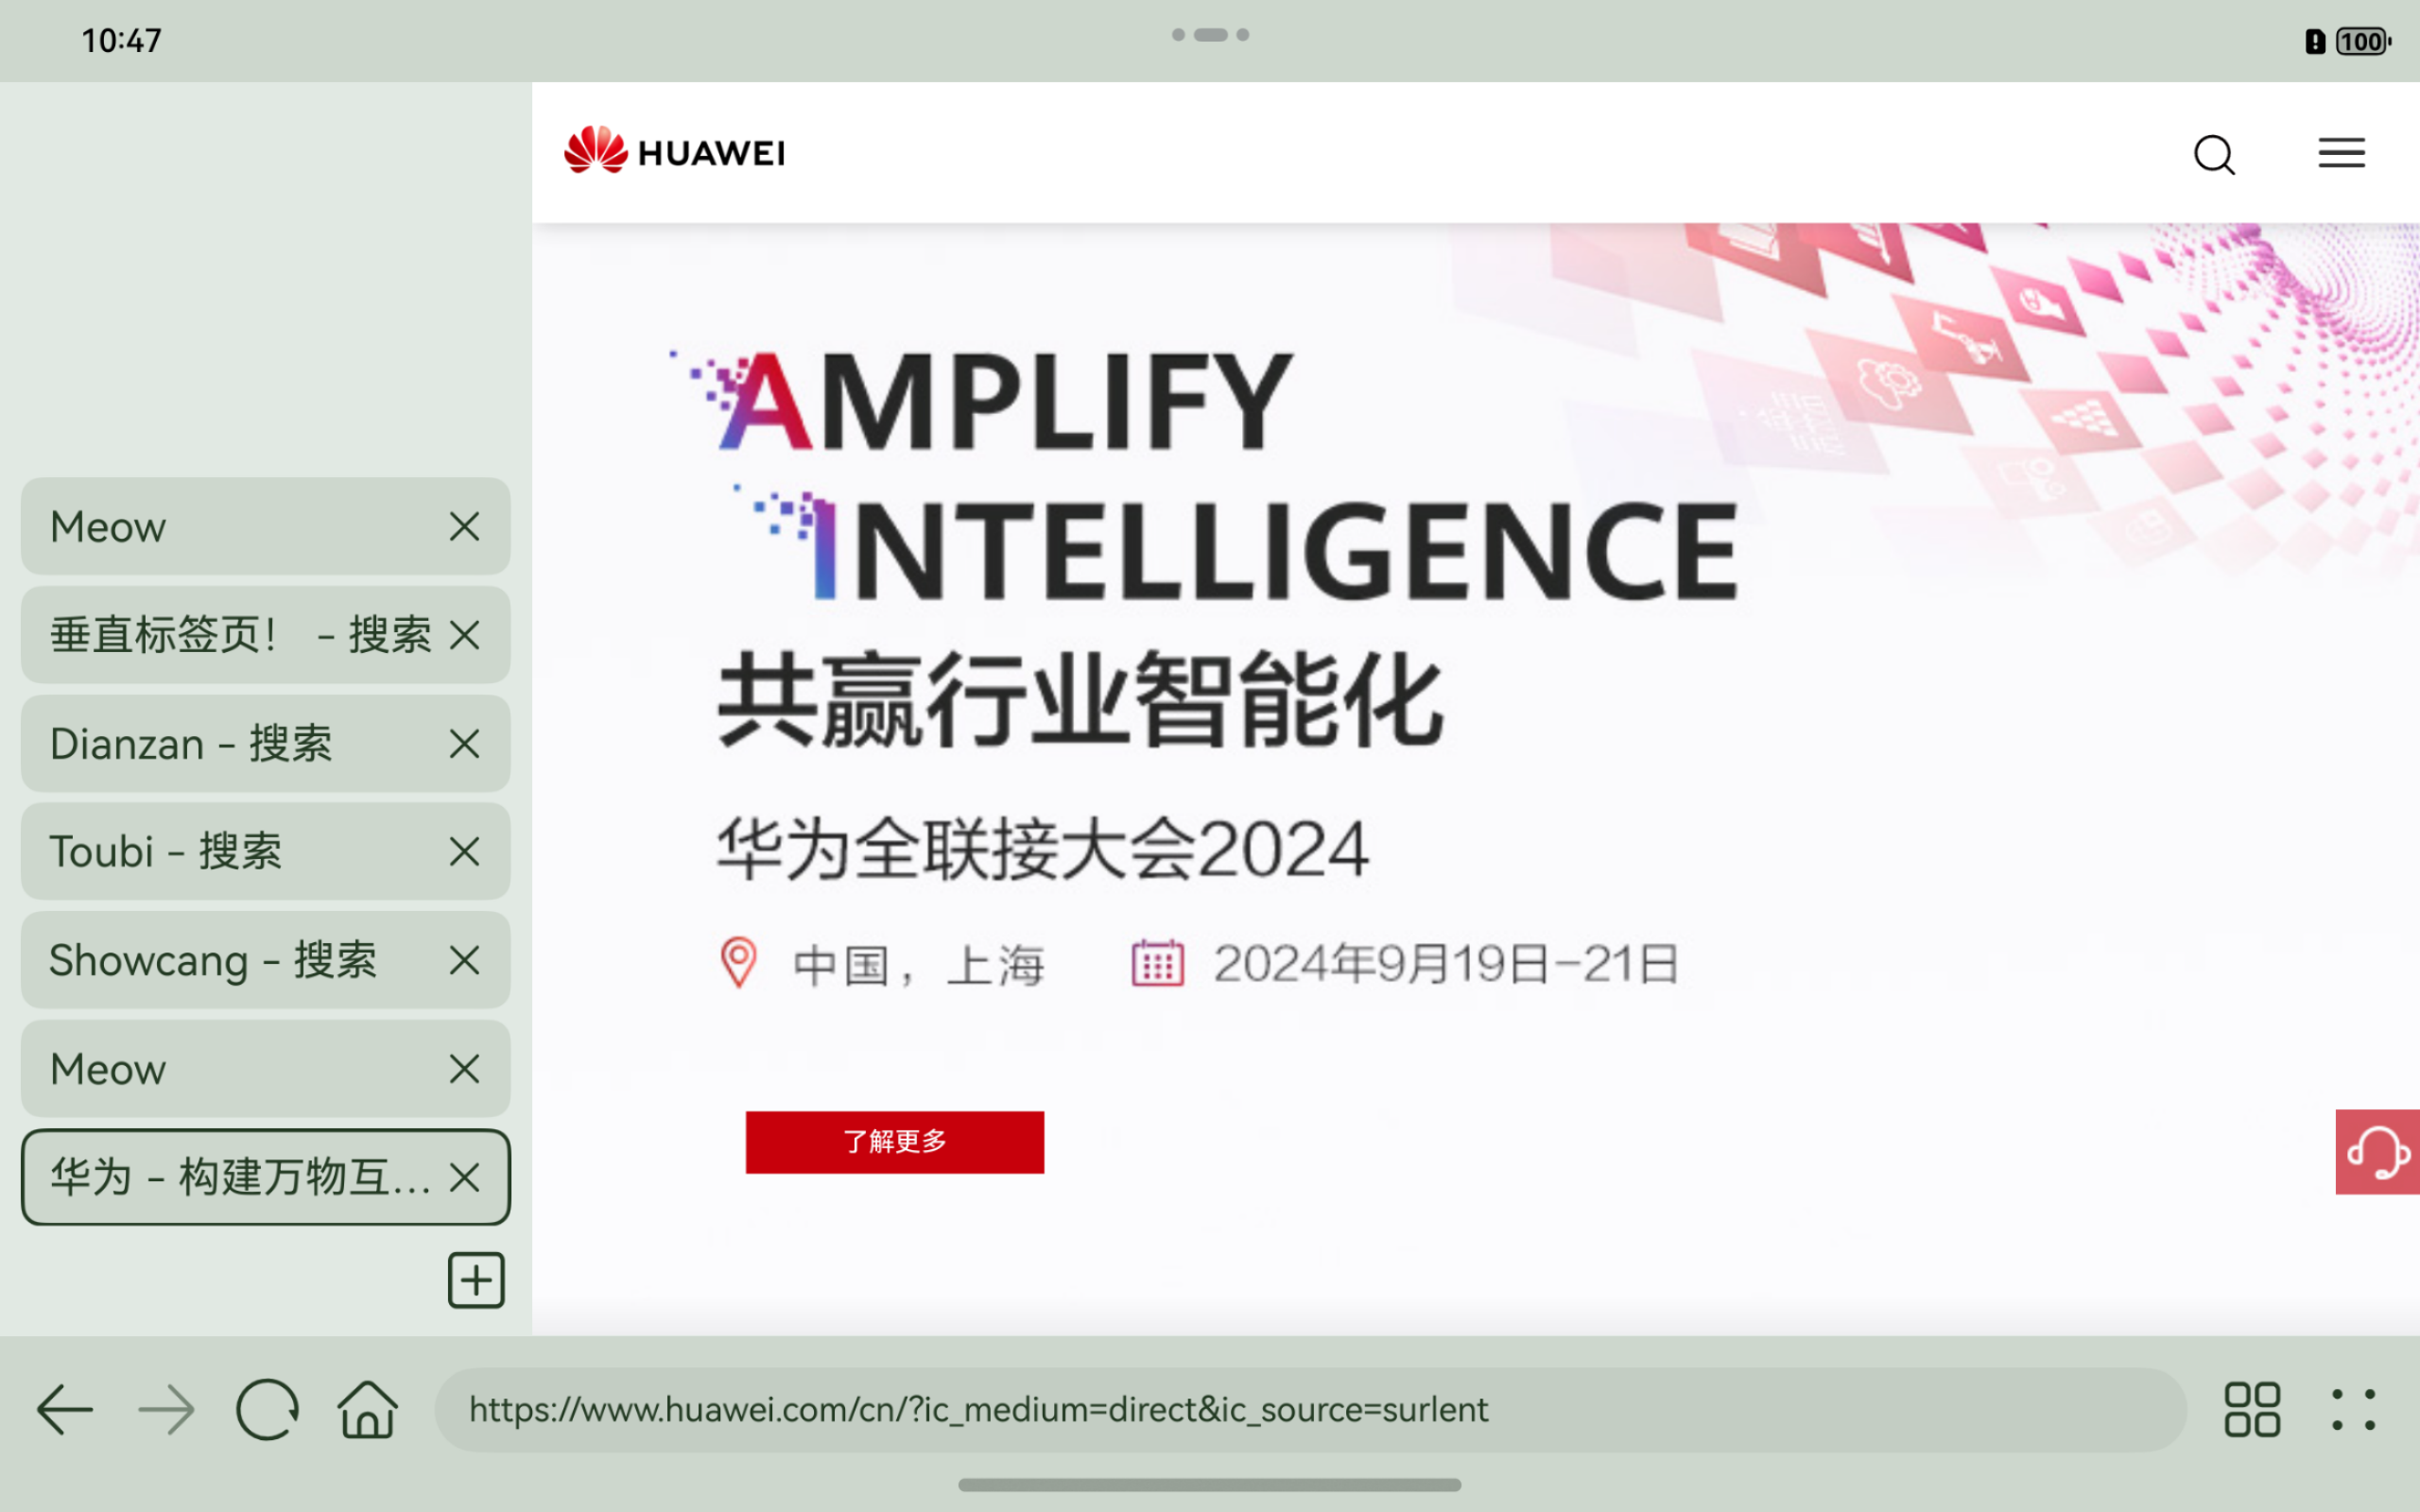 10:47
100
HUAWEI
AMPLIFY
INTELLIGENCE
共赢行业智能化
华为全联接大会2024
中国，上海
2024年9月19日-21日
了解更多
Meow
垂直标签页！ - 搜索
Dianzan - 搜索
Toubi - 搜索
Showcang - 搜索
Meow
华为 - 构建万物互...
https://www.huawei.com/cn/?ic_medium=direct&ic_source=surlent